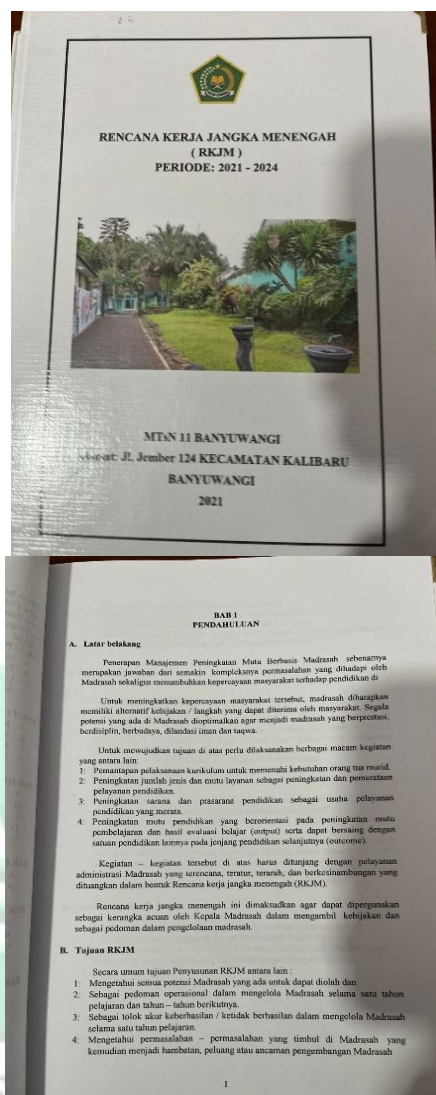 RENCANA KERJA JANGKA MENENGAH
( RKJM )
PERIODE: 2021 - 2024
MTsN 11 BANYUWANGI
Jl. Jember 124 KECAMATAN KALIBARU
BANYUWANGI
2021
BAB 1
PENDAHULUAN
A. Latar belakang
Penerapan Manajemen Peningkatan Mutu Berbasis Madrasah sebenarnya
merupakan jawaban dari semakin kompleksnya permasalahan yang dihadapi oleh
Madrasah sekaligus menumbuhkan kepercayaan masyarakat terhadap pendidikan di
Untuk meningkatkan kepercayaan masyarakat tersebut, madrasah diharapkan
memiliki alternatif kebijakan / langkah yang dapat diterima oleh masyarakat. Segala
potensi yang ada di Madrasah dioptimalkan agar menjadi madrasah yang berprestasi,
berdisiplin, berbudaya, dilandasi iman dan taqwa.
Untuk mewujudkan tujuan di atas perlu dilaksanakan berbagai macam kegiatan
yang antara lain:
1: Pemantapan pelaksanaan kurikulum untuk memenuhi kebutuhan orang tua murid.
2: Peningkatan jumlah jenis dan mutu layanan sebagai peningkatan dan pemerataan
pelayanan pendidikan.
3: Peningkatan sarana dan prasarana pendidikan sebagai usaha pelayanan
pendidikan yang merata.
4: Peningkatan mutu pendidikan yang berorientasi pada peningkatan mutu
pembelajaran dan hasil evaluasi belajar (output) serta dapat bersaing dengan
satuan pendidikan lainnya pada jenjang pendidikan selanjutnya (outcome).
Kegiatan – kegiatan tersebut di atas harus ditunjang dengan pelayanan
administrasi Madrasah yang terencana, teratur, terarah, dan berkesinambungan yang
dituangkan dalam bentuk Rencana kerja jangka menengah (RKJM).
Rencana kerja jangka menengah ini dimaksudkan agar dapat dipergunakan
sebagai kerangka acuan oleh Kepala Madrasah dalam mengambil kebijakan dan
sebagai pedoman dalam pengelolaan madrasah.
B. Tujuan RKJM
Secara umum tujuan Penyusunan RKJM antara lain :
1: Mengetahui semua potensi Madrasah yang ada untuk dapat diolah dan
2: Sebagai pedoman operasional dalam mengelola Madrasah selama satu tahun
pelajaran dan tahun – tahun berikutnya.
3: Sebagai tolok ukur keberhasilan / ketidak berhasilan dalam mengelola Madrasah
selama satu tahun pelajaran.
4: Mengetahui permasalahan – permasalahan yang timbul di Madrasah yang
kemudian menjadi hambatan, peluang atau ancaman pengembangan Madrasah
1